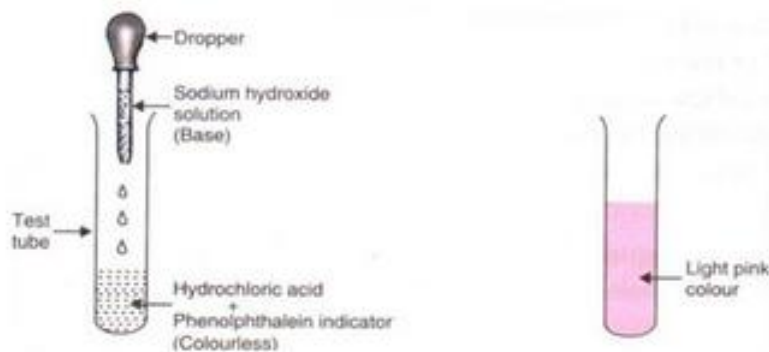 Dropper
Sodium hydroxide
solution
(Base)
Test
tube
Hydrochloric acid
+
Phenolphthalein indicator
(Colourless)
Light pink
colour